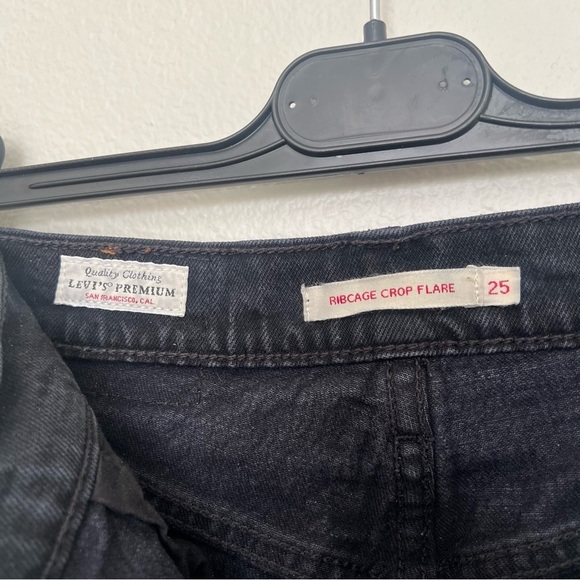 Quality Clothing
LEVI'S® PREMIUM
SAN FRANCISCO, CAL
RIBCAGE CROP FLARE
25